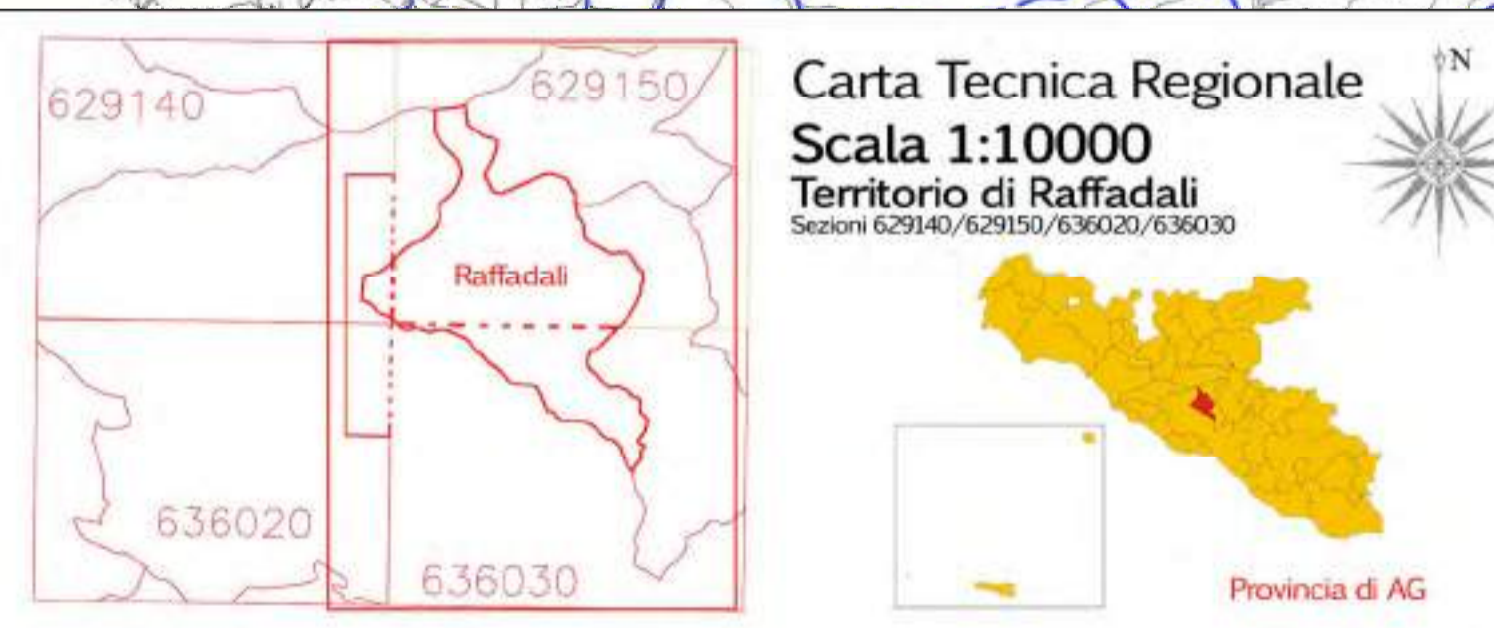 629140
629150
Raffadali
636020
636030
Carta Tecnica Regionale
Scala 1:10000
Territorio di Raffadali
Sezioni 629140/629150/636020/636030
N
Provincia di AG